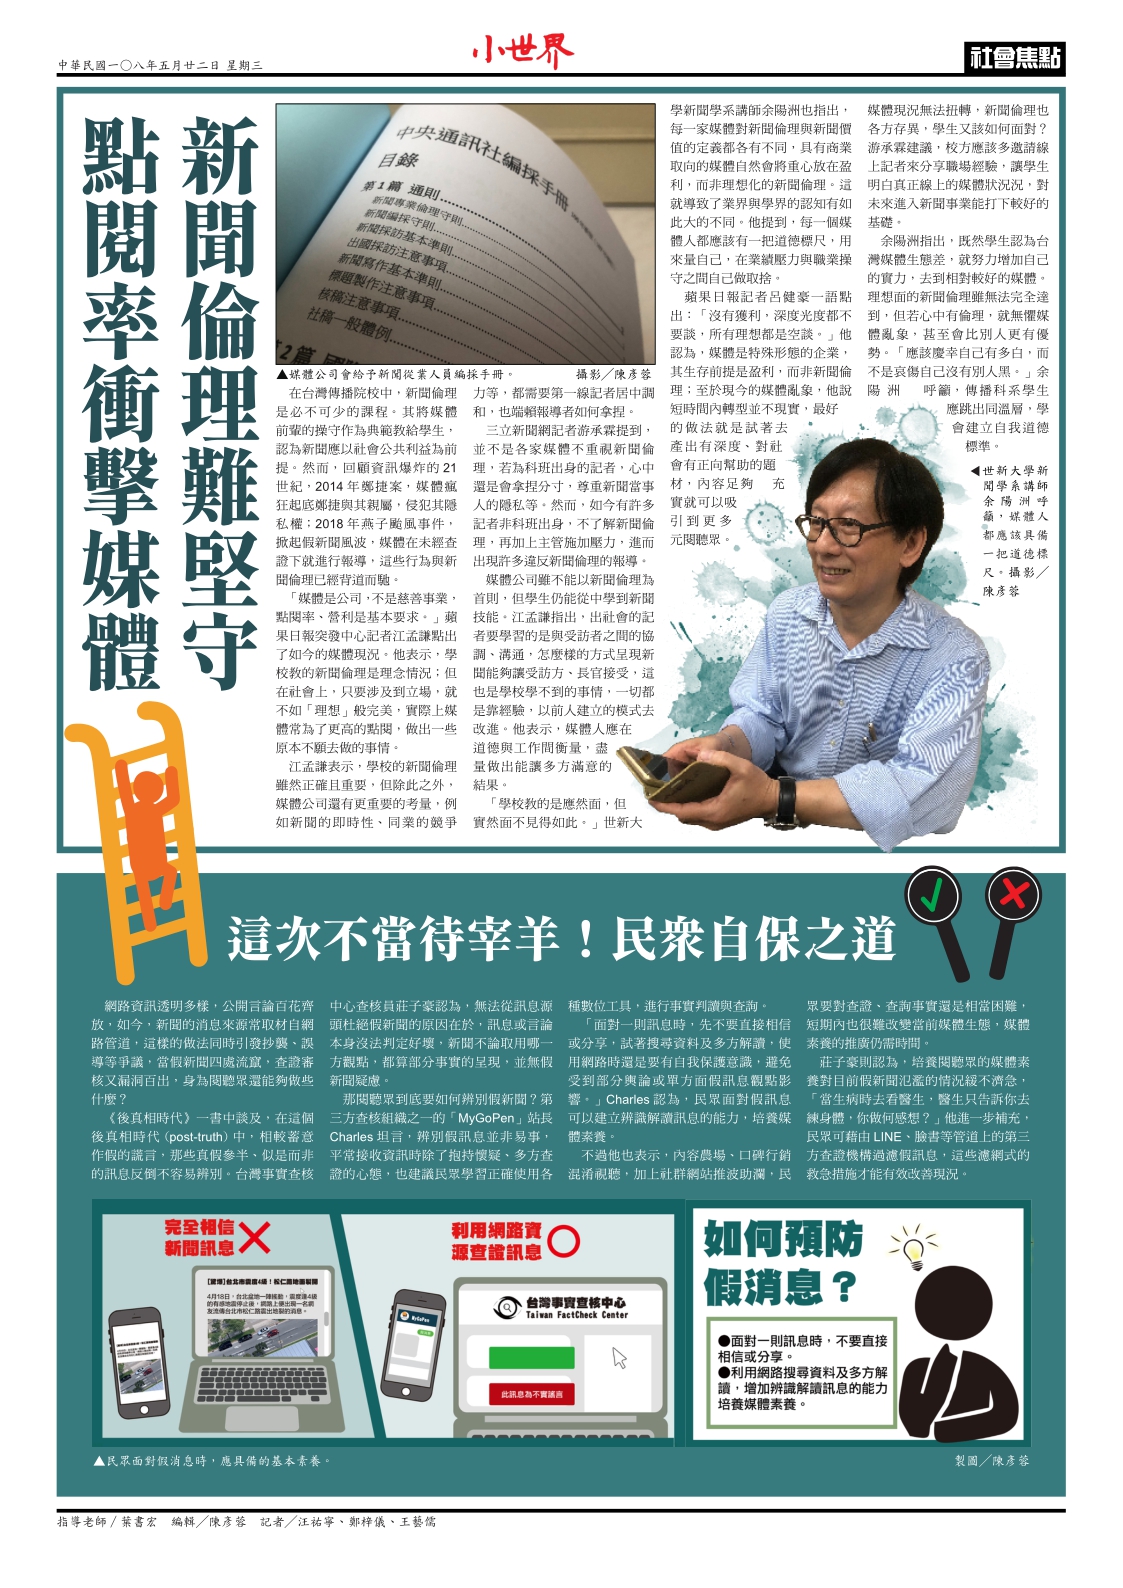 中華民國一〇八年五月廿二日 星期三
小世界
社會焦點
新聞倫理難堅守
點閱率衝擊媒體
中央通訊社編採手冊
目錄
第1篇 通則
新聞專業倫理守則
新聞編採守則
新聞採訪基本準則
出國採訪注意事項
新聞寫作基本準則
標題製作注意事項
核稿注意事項
社稿一般體例
▲媒體公司會給予新聞從業人員編採手冊。 攝影／陳彥蓉
在台灣傳播院校中，新聞倫理
是必不可少的課程。其將媒體
前輩的操守作為典範教給學生，
認為新聞應以社會公共利益為前
提。然而，回顧資訊爆炸的 21
世紀，2014 年鄭捷案，媒體瘋
狂起底鄭捷與其親屬，侵犯其隱
私權；2018 年燕子颱風事件，
掀起假新聞風波，媒體在未經查
證下就進行報導，這些行為與新
聞倫理已經背道而馳。
「媒體是公司，不是慈善事業，
點閱率、營利是基本要求。」蘋
果日報突發中心記者江孟謙點出
了如今的媒體現況。他表示，學
校教的新聞倫理是理念情況；但
在社會上，只要涉及到立場，就
不如「理想」般完美，實際上媒
體常為了更高的點閱，做出一些
原本不願去做的事情。
江孟謙表示，學校的新聞倫理
雖然正確且重要，但除此之外，
媒體公司還有更重要的考量，例
如新聞的即時性、同業的競爭
力等，都需要第一線記者居中調
和，也端賴報導者如何拿捏。
三立新聞網記者游承霖提到，
並不是各家媒體不重視新聞倫
理，若為科班出身的記者，心中
還是會拿捏分寸，尊重新聞當事
人的隱私等。然而，如今有許多
記者非科班出身，不了解新聞倫
理，再加上主管施加壓力，進而
出現許多違反新聞倫理的報導。
媒體公司雖不能以新聞倫理為
首則，但學生仍能從中學到新聞
技能。江孟謙指出，出社會的記
者要學習的是與受訪者之間的協
調、溝通，怎麼樣的方式呈現新
聞能夠讓受訪方、長官接受，這
也是學校學不到的事情，一切都
是靠經驗，以前人建立的模式去
改進。他表示，媒體人應在
道德與工作間衡量，盡
量做出能讓多方滿意的
結果。
「學校教的是應然面，但
實然面不見得如此。」世新大
學新聞學系講師余陽洲也指出，
每一家媒體對新聞倫理與新聞價
值的定義都各有不同，具有商業
取向的媒體自然會將重心放在盈
利，而非理想化的新聞倫理。這
就導致了業界與學界的認知有如
此大的不同。他提到，每一個媒
體人都應該有一把道德標尺，用
來量自己，在業績壓力與職業操
守之間自己做取捨。
蘋果日報記者呂健豪一語點
出：「沒有獲利，深度光度都不
要談，所有理想都是空談。」他
認為，媒體是特殊形態的企業，
其生存前提是盈利，而非新聞倫
理；至於現今的媒體亂象，他說
短時間內轉型並不現實，最好
的做法就是試著去
產出有深度、對社
會有正向幫助的題
材，內容足夠 充
實就可以吸
引到更多
元閱聽眾。
媒體現況無法扭轉，新聞倫理也
各方存異，學生又該如何面對？
游承霖建議，校方應該多邀請線
上記者來分享職場經驗，讓學生
明白真正線上的媒體狀況況，對
未來進入新聞事業能打下較好的
基礎。
余陽洲指出，既然學生認為台
灣媒體生態差，就努力增加自己
的實力，去到相對較好的媒體。
理想面的新聞倫理雖無法完全達
到，但若心中有倫理，就無懼媒
體亂象，甚至會比別人更有優
勢。「應該慶幸自己有多白，而
不是哀傷自己沒有別人黑。」余
陽洲 呼籲，傳播科系學生
應跳出同溫層，學
會建立自我道德
標準。
◀世新大學新
聞學系講師
余陽洲呼
籲，媒體人
都應該具備
一把道德標
尺。攝影／
陳彥蓉
這次不當待宰羊！民眾自保之道
網路資訊透明多樣，公開言論百花齊
放，如今，新聞的消息來源常取材自網
路管道，這樣的做法同時引發抄襲、誤
導等爭議，當假新聞四處流竄，查證審
核又漏洞百出，身為閱聽眾還能夠做些
什麼？
《後真相時代》一書中談及，在這個
後真相時代 (post-truth) 中，相較蓄意
作假的謊言，那些真假參半、似是而非
的訊息反倒不容易辨別。台灣事實查核
中心查核員莊子豪認為，無法從訊息源
頭杜絕假新聞的原因在於，訊息或言論
本身沒法判定好壞，新聞不論取用哪一
方觀點，都算部分事實的呈現，並無假
新聞疑慮。
那閱聽眾到底要如何辨別假新聞？第
三方查核組織之一的「MyGoPen」站長
Charles 坦言，辨別假訊息並非易事，
平常接收資訊時除了抱持懷疑、多方查
證的心態，也建議民眾學習正確使用各
種數位工具，進行事實判讀與查詢。
「面對一則訊息時，先不要直接相信
或分享，試著搜尋資料及多方解讀，使
用網路時還是要有自我保護意識，避免
受到部分輿論或單方面假訊息觀點影
響。」Charles 認為，民眾面對假訊息
可以建立辨識解讀訊息的能力，培養媒
體素養。
不過他也表示，內容農場、口碑行銷
混淆視聽，加上社群網站推波助瀾，民
眾要對查證、查詢事實還是相當困難，
短期內也很難改變當前媒體生態，媒體
素養的推廣仍需時間。
莊子豪則認為，培養閱聽眾的媒體素
養對目前假新聞氾濫的情況緩不濟急，
「當生病時去看醫生，醫生只告訴你去
練身體，你做何感想？」他進一步補充，
民眾可藉由 LINE、臉書等管道上的第三
方查證機構過濾假訊息，這些濾網式的
救急措施才能有效改善現況。
完全相信
新聞訊息
【驚爆】台北市震度4級！松仁路地面裂開
4月18日，台北盆地一陣搖動，震度達4級
的有感地震停止後，網路上便出現一名網
友流傳台北市松仁路震出地裂的消息。
利用網路資
源查證訊息
MyGoPen
台灣事實查核中心
Taiwan FactCheck Center
此訊息為不實謠言
如何預防
假消息？
●面對一則訊息時，不要直接
相信或分享。
●利用網路搜尋資料及多方解
讀，增加辨識解讀訊息的能力
培養媒體素養。
▲民眾面對假消息時，應具備的基本素養。 製圖／陳彥蓉
指導老師／葉書宏 編輯／陳彥蓉 記者／汪祐寧、鄭梓儀、王藝儒